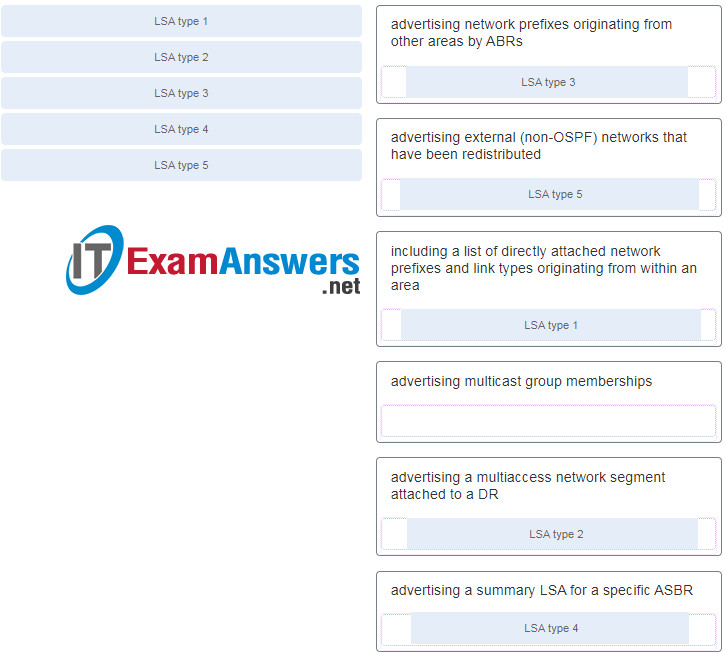 LSA type 1
LSA type 2
LSA type 3
LSA type 4
LSA type 5
ITExamAnswers
.net
advertising network prefixes originating from
other areas by ABRs
LSA type 3
advertising external (non-OSPF) networks that
have been redistributed
LSA type 5
including a list of directly attached network
prefixes and link types originating from within an
area
LSA type 1
advertising multicast group memberships
advertising a multiaccess network segment
attached to a DR
LSA type 2
advertising a summary LSA for a specific ASBR
LSA type 4